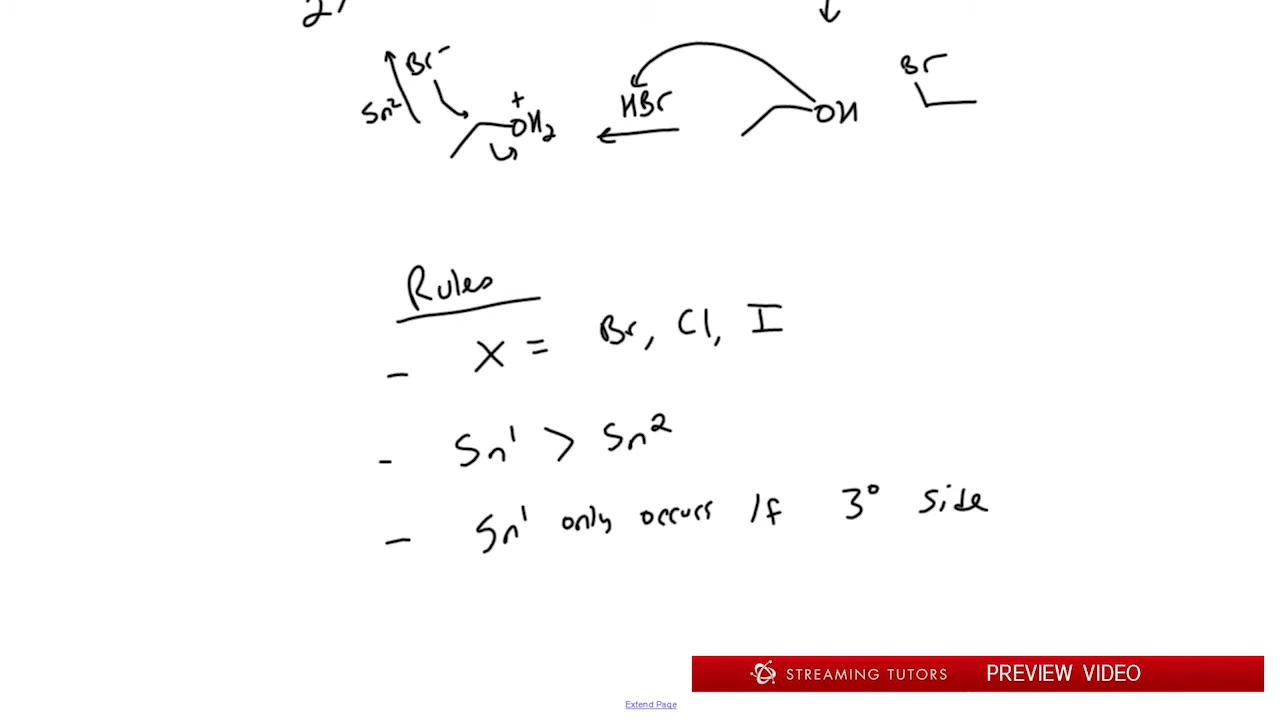 2)
Br⁻
Sn²
+
OH₂
HBr
OH
Br
Rules
- X = Br, Cl, I
- Sn¹ > Sn²
- Sn¹ only occurs if 3° side
STREAMING TUTORS PREVIEW VIDEO
Extend Page